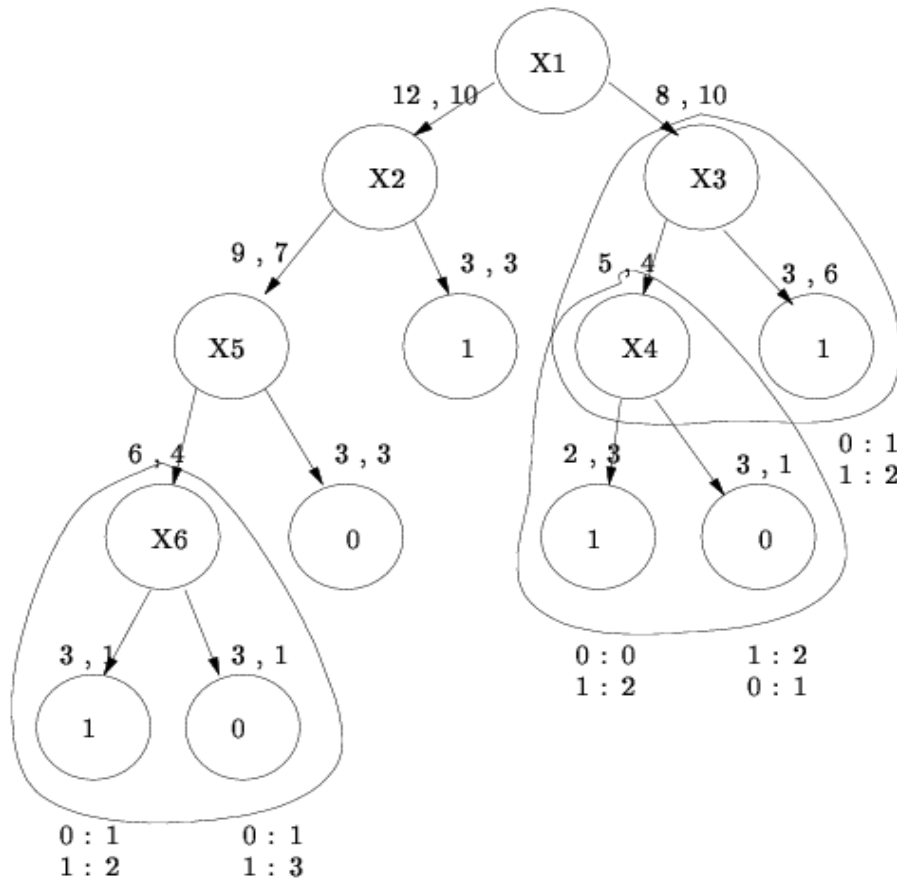 X1
12 , 10
8 , 10
X2
X3
9 , 7
3 , 3
5 , 4
3 , 6
X5
1
X4
1
6 , 4
3 , 3
2 , 3
3 , 1
0 : 1
1 : 2
X6
0
1
0
3 , 1
3 , 1
0 : 0
1 : 2
1 : 2
0 : 1
1
0
0 : 1
0 : 1
1 : 2
1 : 3